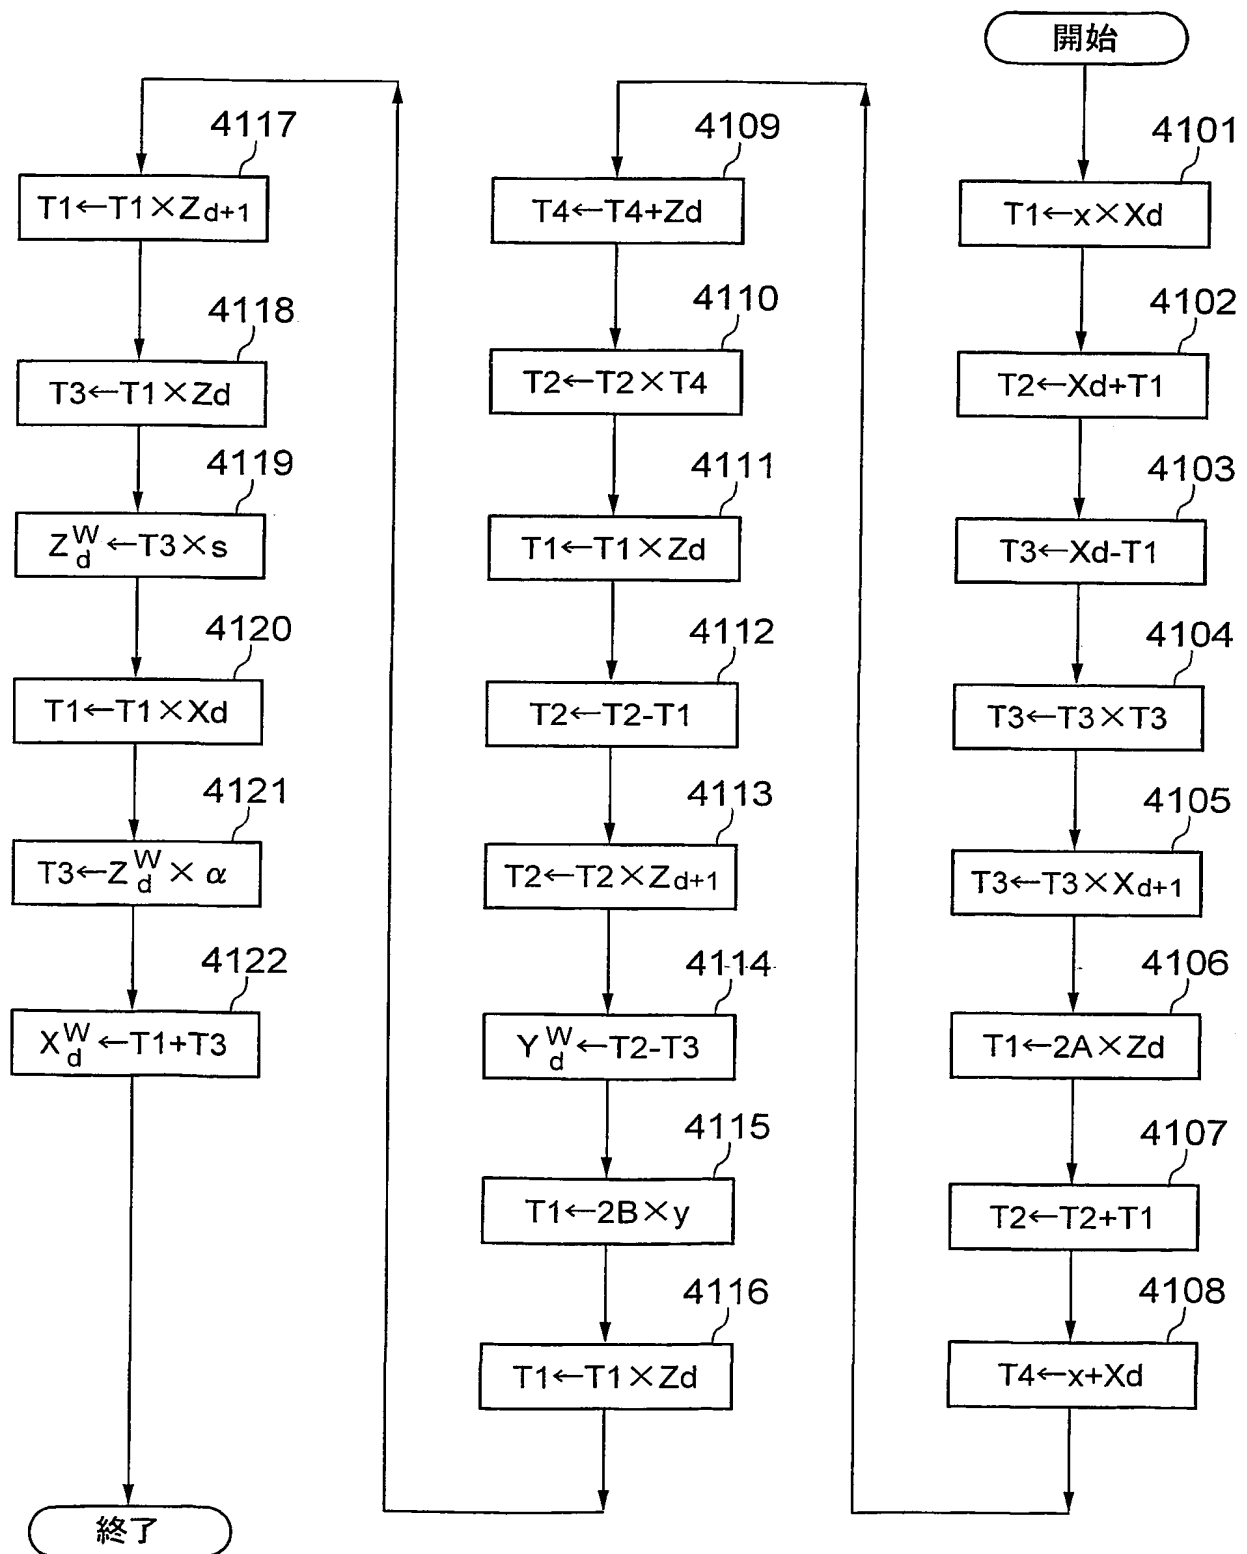 開始
4101
T1←x×Xd
4102
T2←Xd+T1
4103
T3←Xd-T1
4104
T3←T3×T3
4105
T3←T3×Xd+1
4106
T1←2A×Zd
4107
T2←T2+T1
4108
T4←x+Xd
4109
T4←T4+Zd
4110
T2←T2×T4
4111
T1←T1×Zd
4112
T2←T2-T1
4113
T2←T2×Zd+1
4114
Y^W_d←T2-T3
4115
T1←2B×y
4116
T1←T1×Zd
4117
T1←T1×Zd+1
4118
T3←T1×Zd
4119
Z^W_d←T3×s
4120
T1←T1×Xd
4121
T3←Z^W_d×α
4122
X^W_d←T1+T3
終了